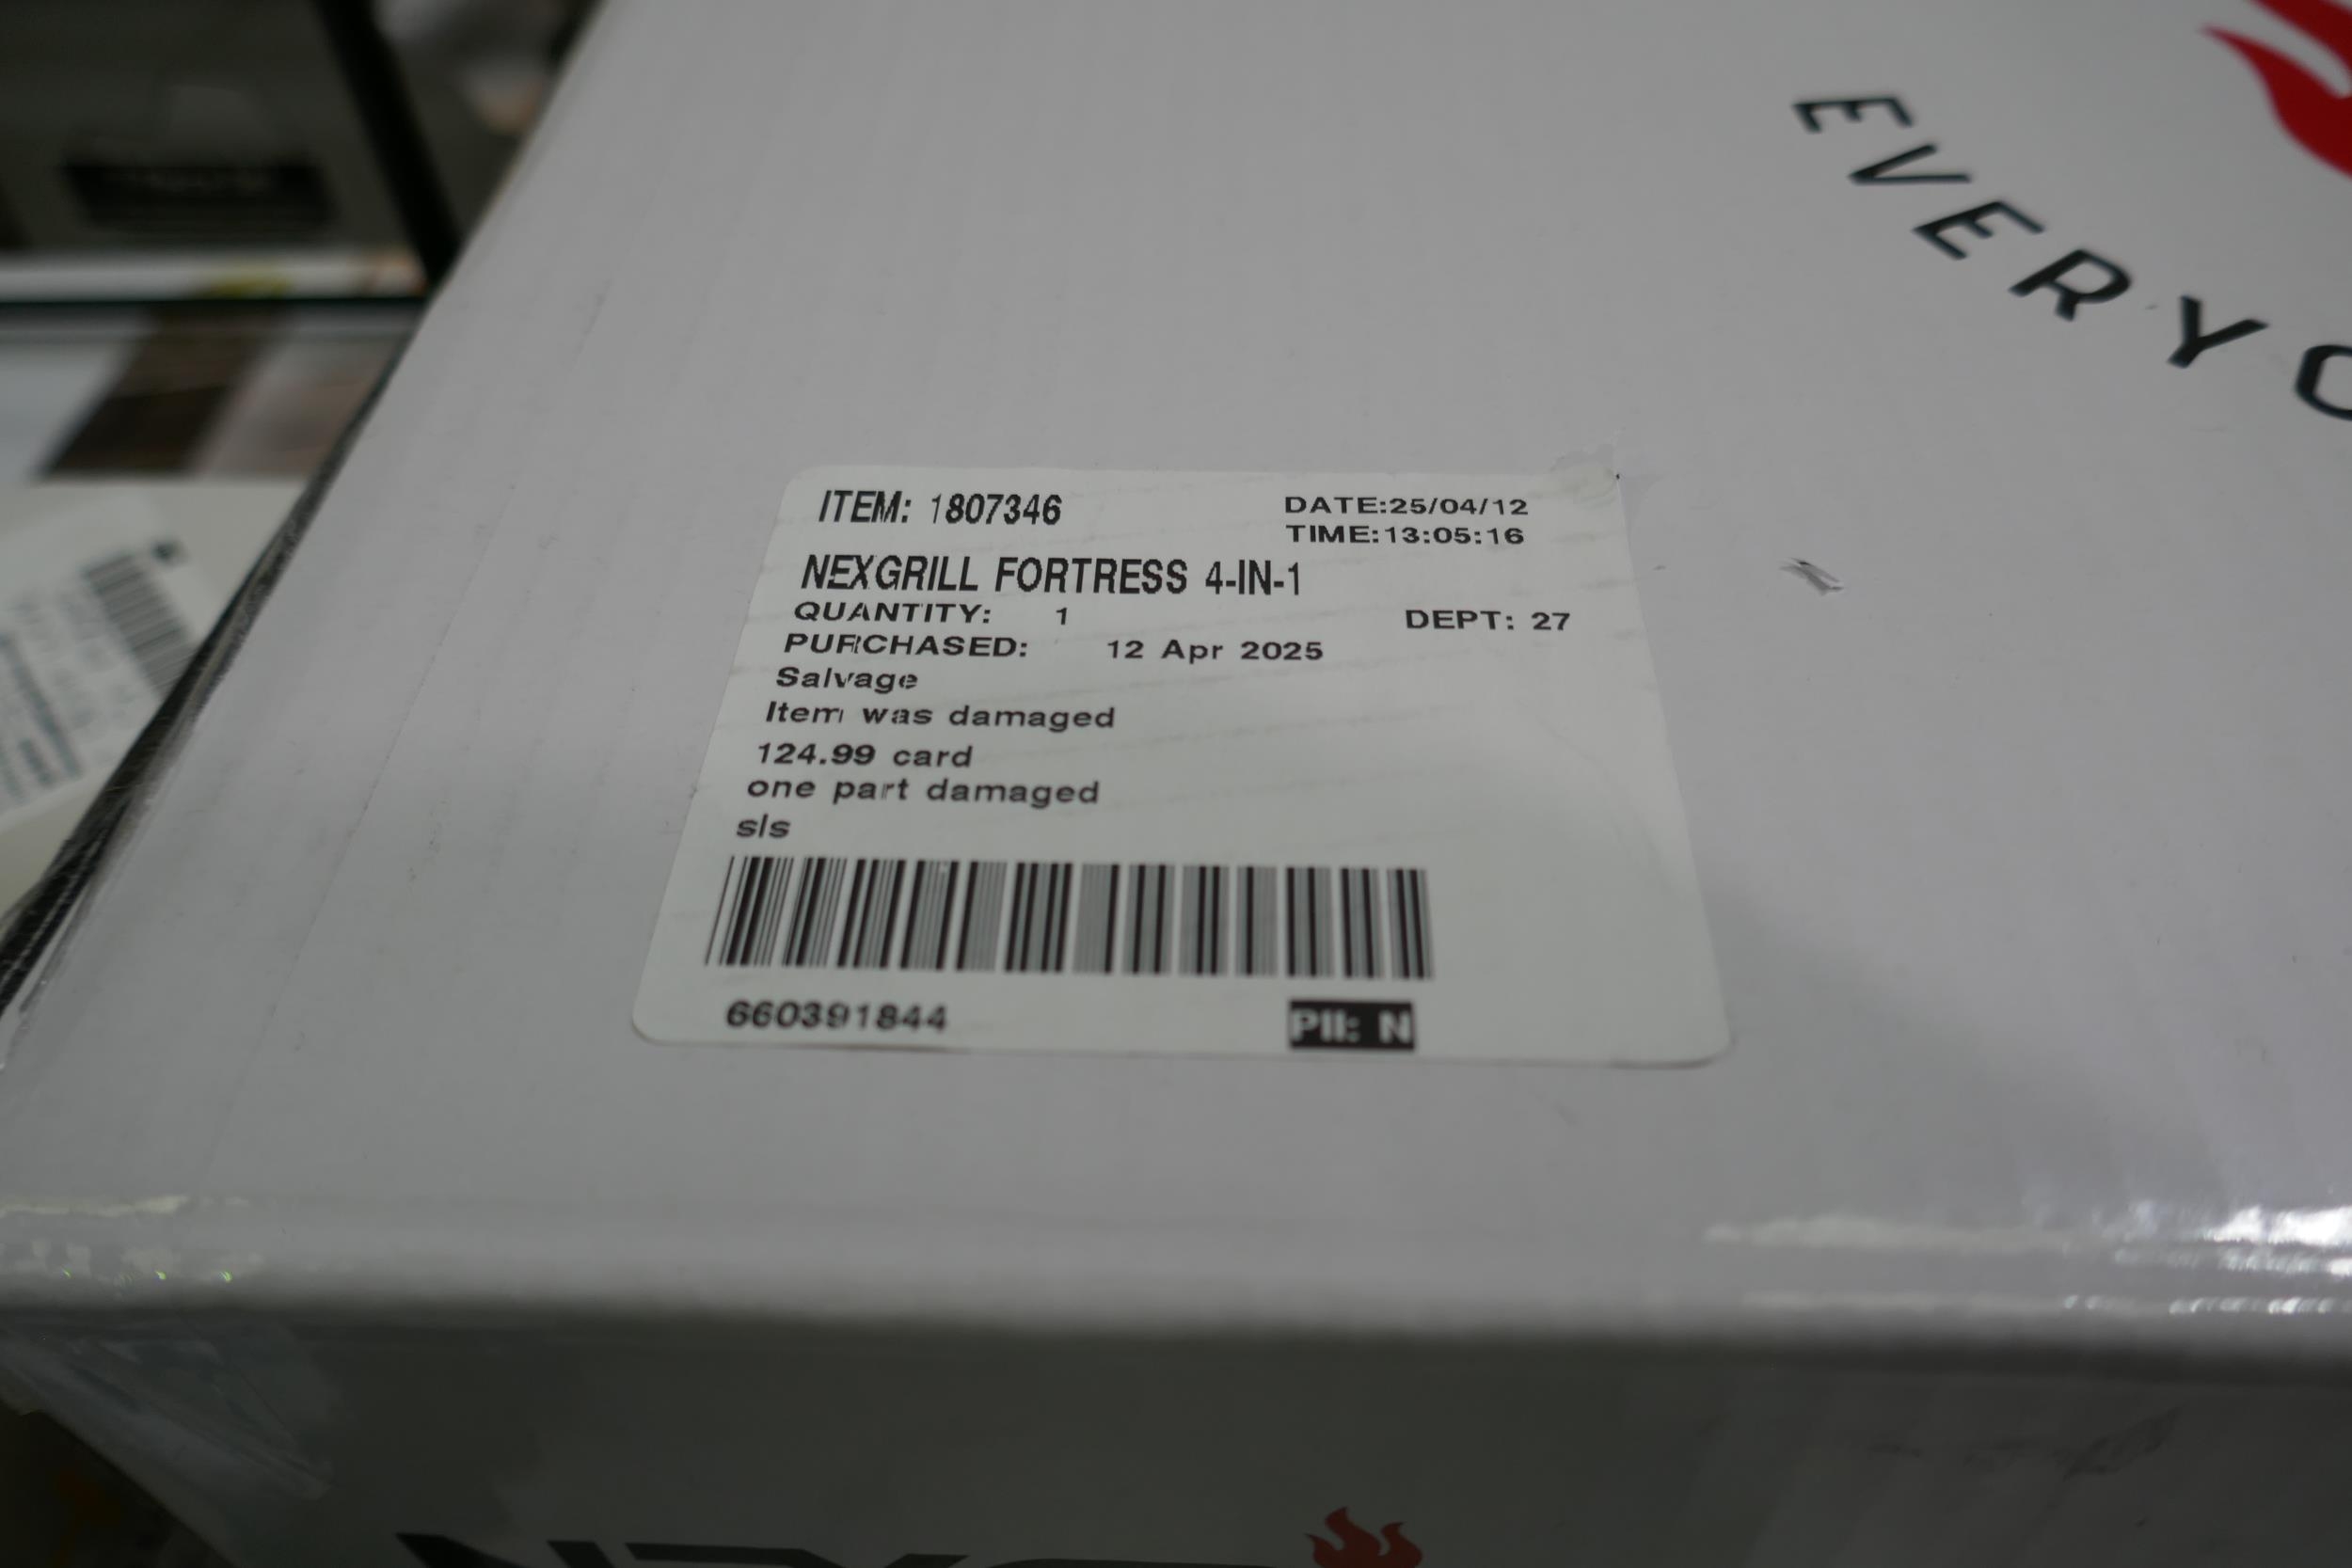 EVERYO
ITEM: 1807346
DATE:25/04/12
TIME:13:05:16
NEXGRILL FORTRESS 4-IN-1
QUANTITY: 1
DEPT: 27
PURCHASED: 12 Apr 2025
Salvage
Item was damaged
124.99 card
one part damaged
sls
660391844
PII: N